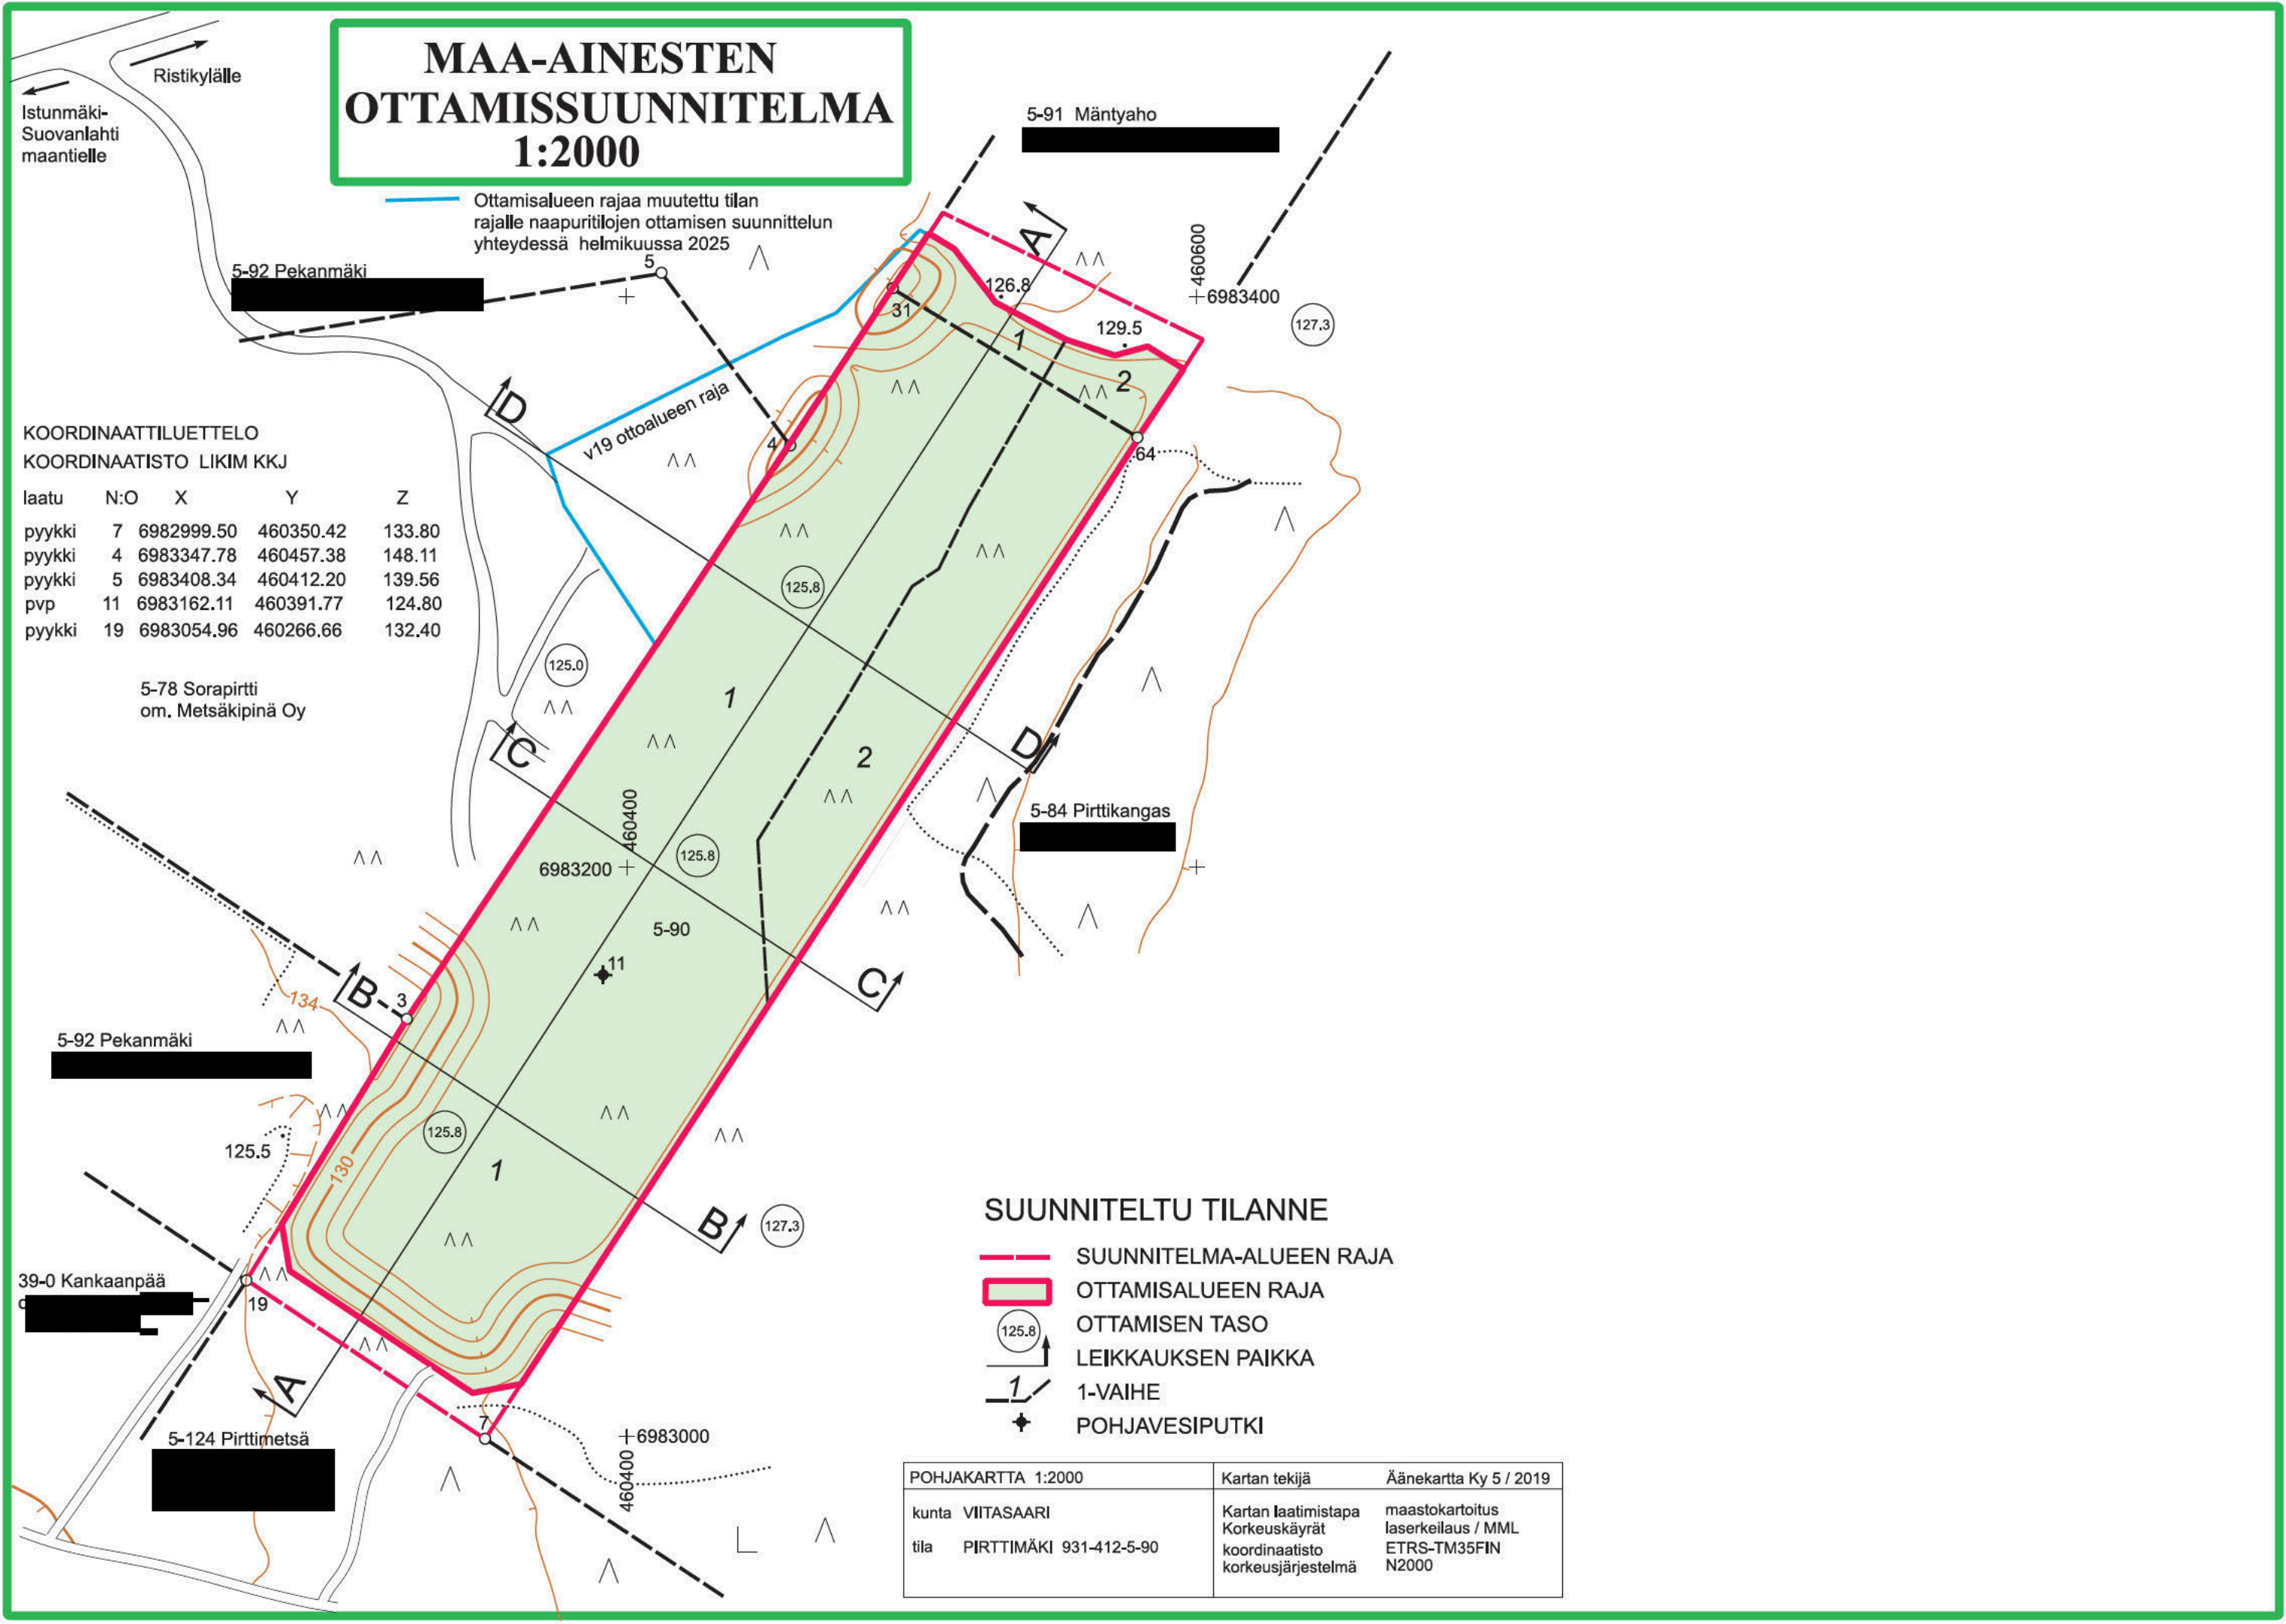 MAA-AINESTEN
OTTAMISSUUNNITELMA
1:2000
Ristikylälle
Istunmäki-
Suovanlahti
maantielle
Ottamisalueen rajaa muutettu tilan
rajalle naapuritilojen ottamisen suunnittelun
yhteydessä helmikuussa 2025
5-91 Mäntyaho
5-92 Pekanmäki
5
A
460600
6983400
127.3
126.8
31
1
129.5
2
D
v19 ottoalueen raja
4
64
KOORDINAATTILUETTELO
KOORDINAATISTO LIKIM KKJ
laatu N:O X Y Z
pyykki 7 6982999.50 460350.42 133.80
pyykki 4 6983347.78 460457.38 148.11
pyykki 5 6983408.34 460412.20 139.56
pvp 11 6983162.11 460391.77 124.80
pyykki 19 6983054.96 460266.66 132.40
5-78 Sorapirtti
om. Metsäkipinä Oy
125.8
125.0
1
2
C
D
460400
6983200
125.8
5-84 Pirttikangas
5-90
11
C
134
B
3
5-92 Pekanmäki
125.8
125.5
130
1
B
127.3
39-0 Kankaanpää
19
A
7
6983000
460400
5-124 Pirttimetsä
SUUNNITELTU TILANNE
SUUNNITELMA-ALUEEN RAJA
OTTAMISALUEEN RAJA
125.8 OTTAMISEN TASO
LEIKKAUKSEN PAIKKA
1 1-VAIHE
POHJAVESIPUTKI
POHJAKARTTA 1:2000 Kartan tekijä Äänekartta Ky 5 / 2019
kunta VIITASAARI Kartan laatimistapa maastokartoitus
Korkeuskäyrät laserkeilaus / MML
tila PIRTTIMÄKI 931-412-5-90 koordinaatisto ETRS-TM35FIN
korkeusjärjestelmä N2000